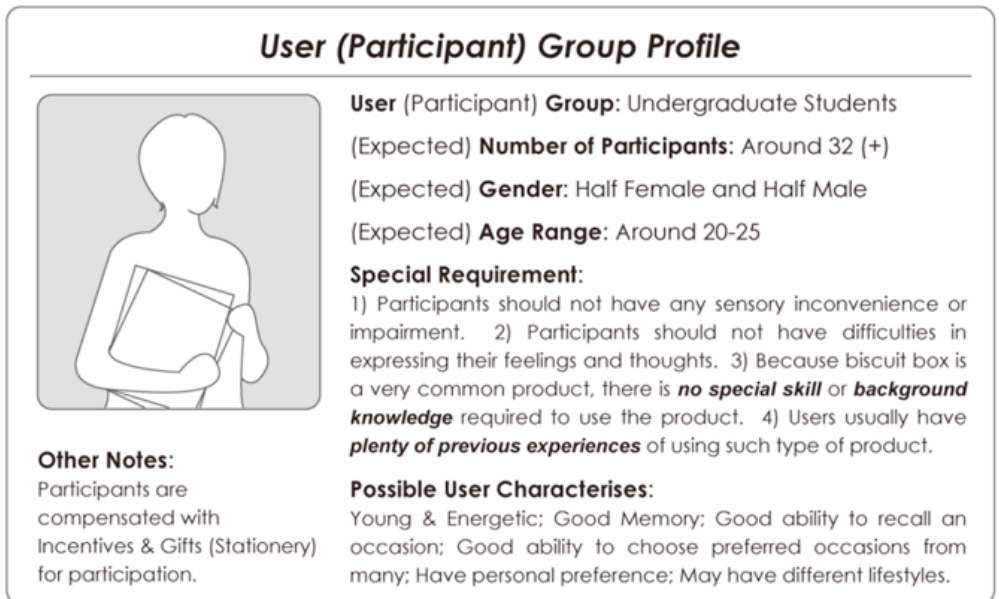 User (Participant) Group Profile
User (Participant) Group: Undergraduate Students
(Expected) Number of Participants: Around 32 (+)
(Expected) Gender: Half Female and Half Male
(Expected) Age Range: Around 20-25
Special Requirement:
1) Participants should not have any sensory inconvenience or
impairment. 2) Participants should not have difficulties in
expressing their feelings and thoughts. 3) Because biscuit box is
a very common product, there is no special skill or background
knowledge required to use the product. 4) Users usually have
plenty of previous experiences of using such type of product.
Possible User Characterises:
Young & Energetic; Good Memory; Good ability to recall an
occasion; Good ability to choose preferred occasions from
many; Have personal preference; May have different lifestyles.
Other Notes:
Participants are
compensated with
Incentives & Gifts (Stationery)
for participation.